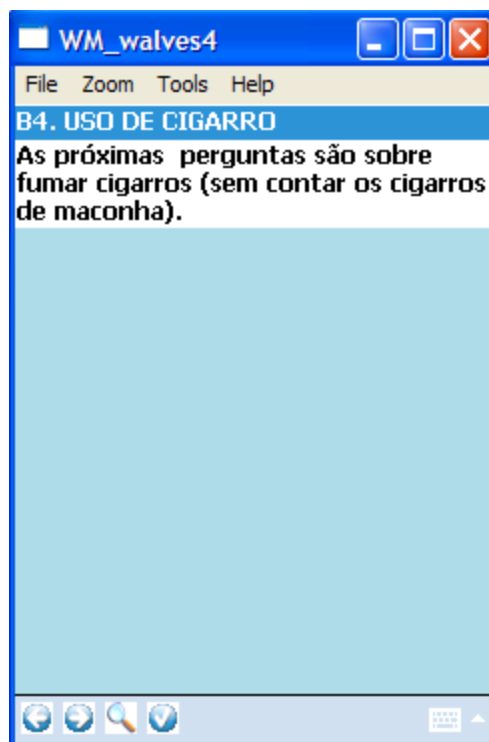 WM_walves4
File Zoom Tools Help
B4. USO DE CIGARRO
As próximas  perguntas são sobre
fumar cigarros (sem contar os cigarros
de maconha).